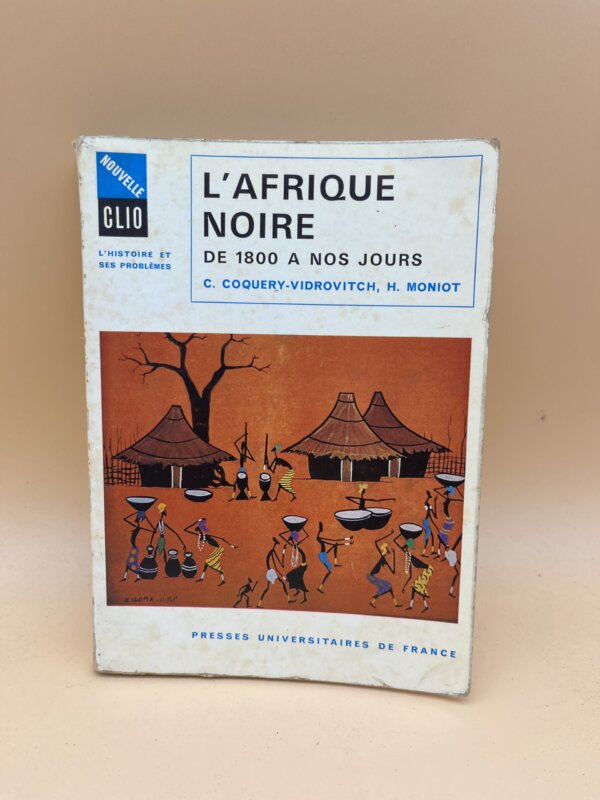 NOUVELLE
CLIO
L'HISTOIRE ET
SES PROBLÈMES
L'AFRIQUE
NOIRE
DE 1800 A NOS JOURS
C. COQUERY-VIDROVITCH, H. MONIOT
PRESSES UNIVERSITAIRES DE FRANCE